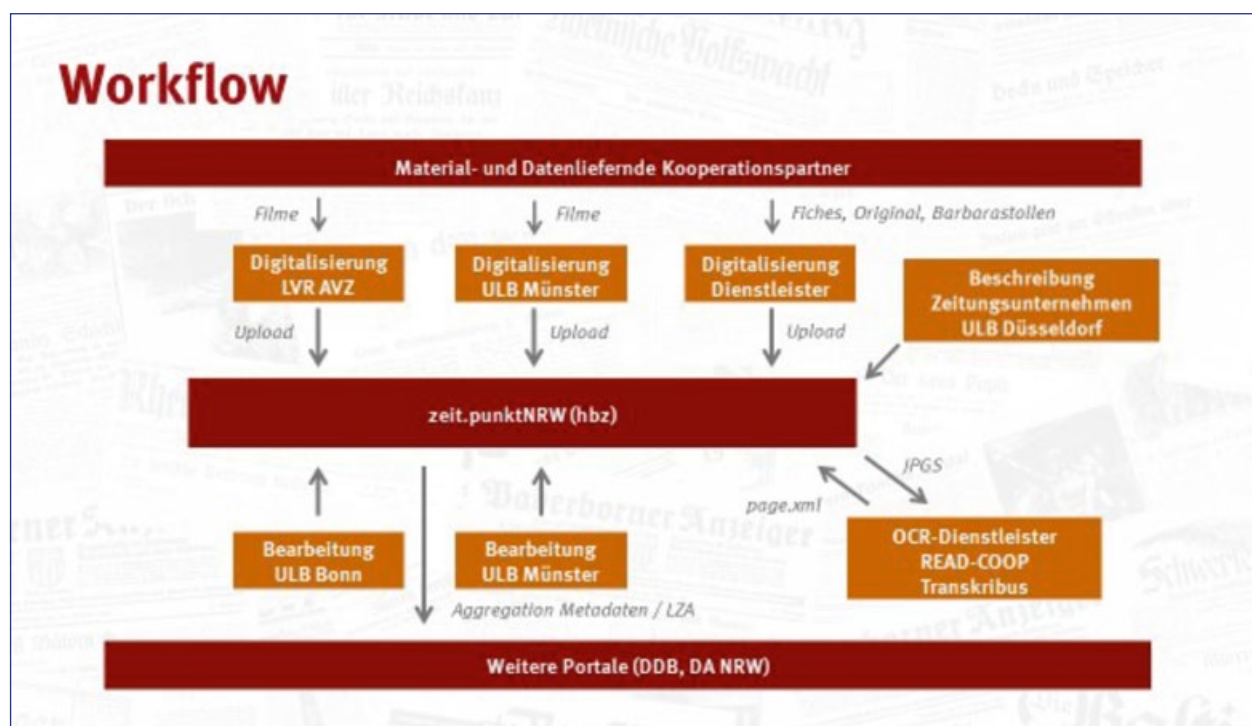 Workflow
Material- und Datenliefernde Kooperationspartner
Filme
Filme
Fiches, Original, Barbarastollen
Digitalisierung
LVR AVZ
Digitalisierung
ULB Münster
Digitalisierung
Dienstleister
Beschreibung
Zeitungsunternehmen
ULB Düsseldorf
Upload
Upload
Upload
zeit.punktNRW (hbz)
JPGS
page.xml
Bearbeitung
ULB Bonn
Bearbeitung
ULB Münster
OCR-Dienstleister
READ-COOP
Transkribus
Aggregation Metadaten / LZA
Weitere Portale (DDB, DA NRW)
Paderborner Anzeiger